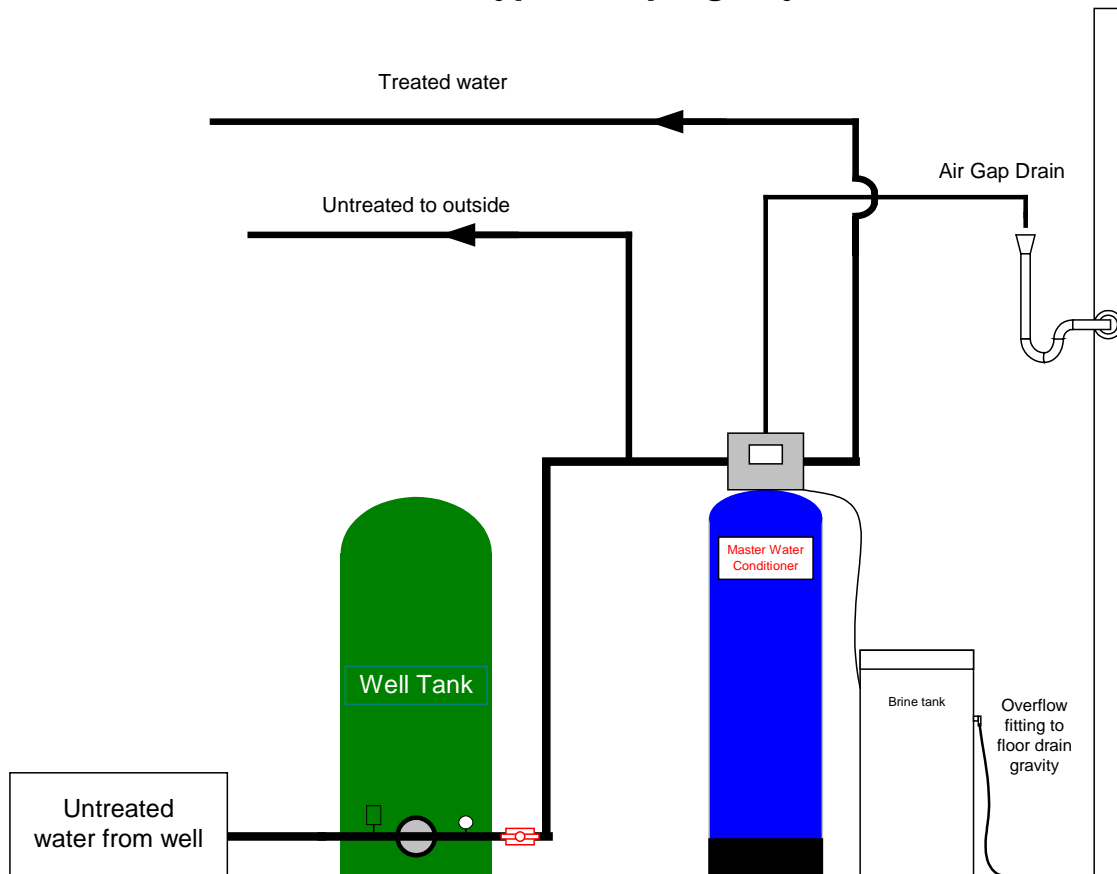 Treated water
Air Gap Drain
Untreated to outside
Master Water
Conditioner
Well Tank
Brine tank
Overflow
fitting to
floor drain
gravity
Untreated
water from well